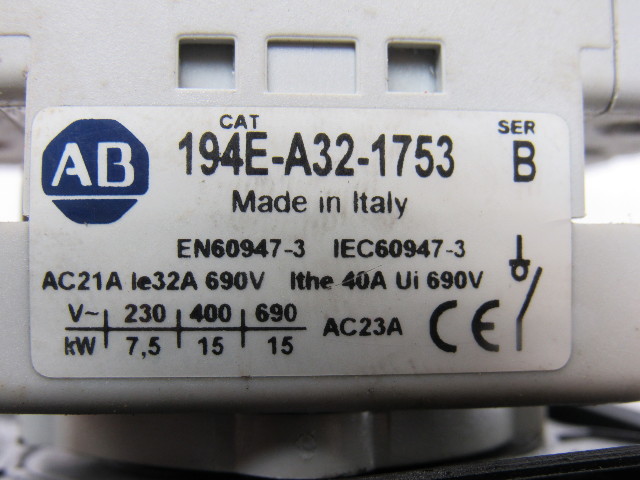 AB
CAT
194E-A32-1753
SER
B
Made in Italy
EN60947-3 IEC60947-3
AC21A Ie32A 690V Ithe 40A Ui 690V
V~ 230 400 690
kW 7,5 15 15
AC23A
CE